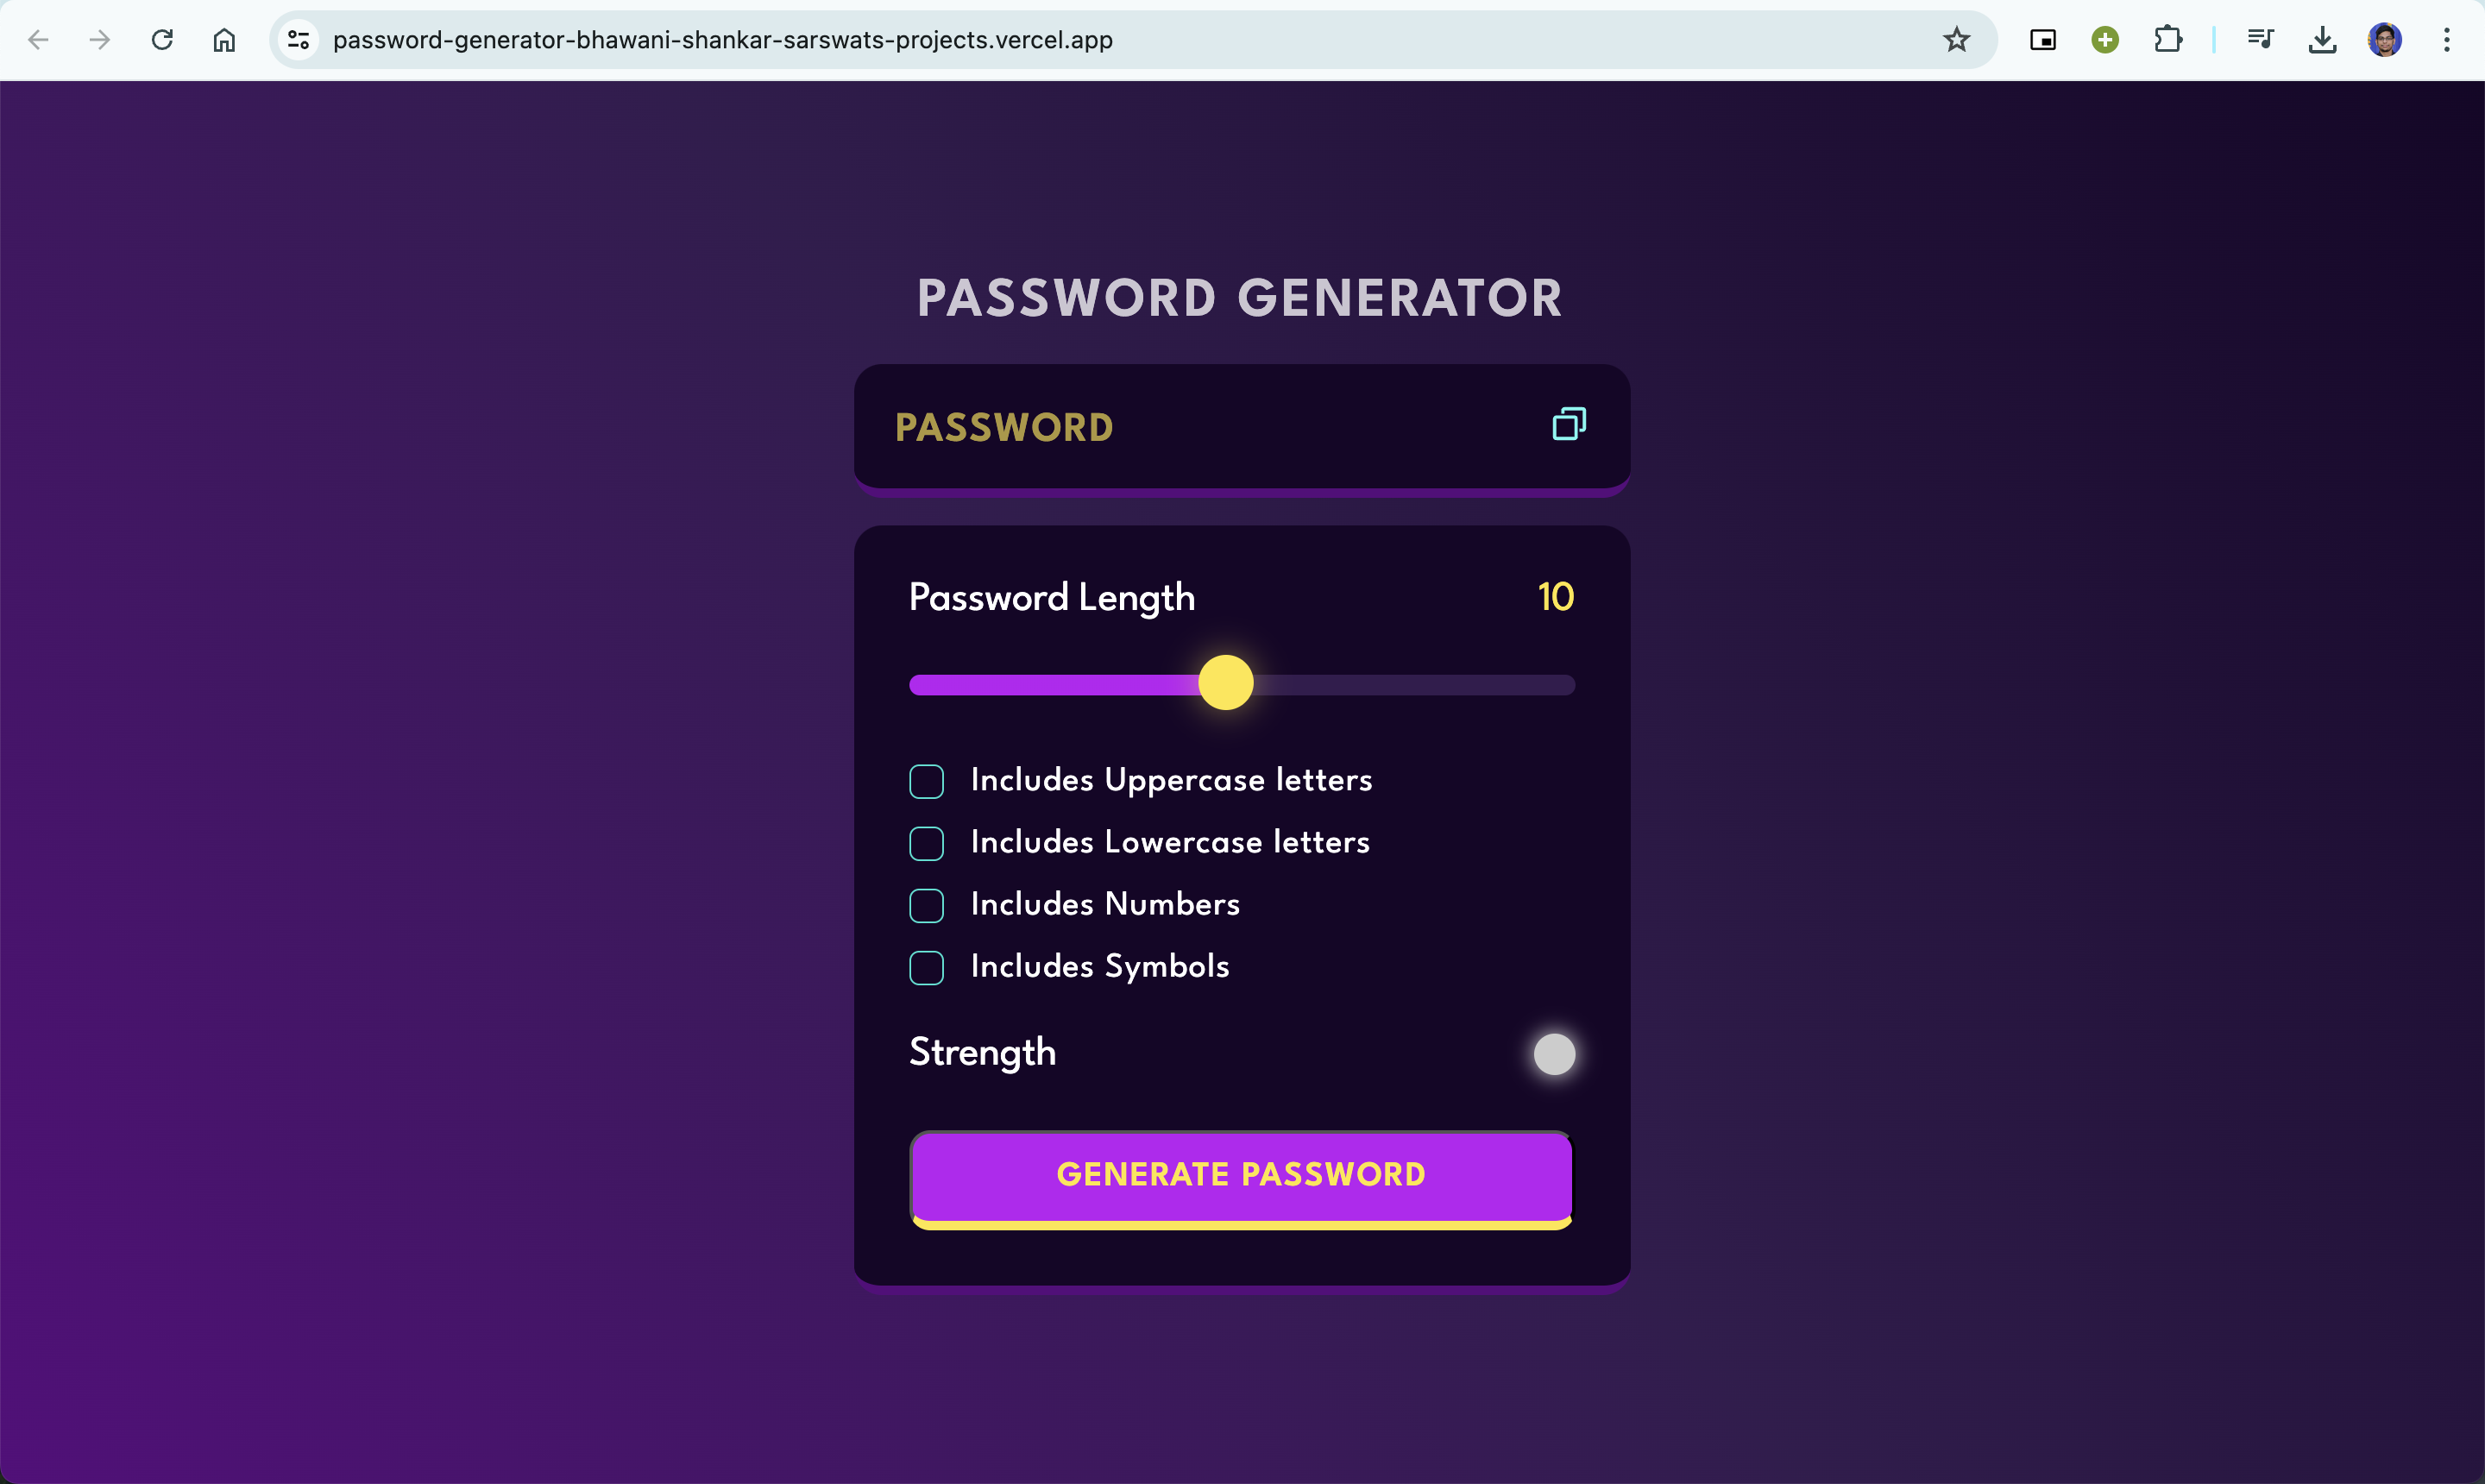 password-generator-bhawani-shankar-sarswats-projects.vercel.app
PASSWORD GENERATOR
PASSWORD
Password Length 10
Includes Uppercase letters
Includes Lowercase letters
Includes Numbers
Includes Symbols
Strength
GENERATE PASSWORD